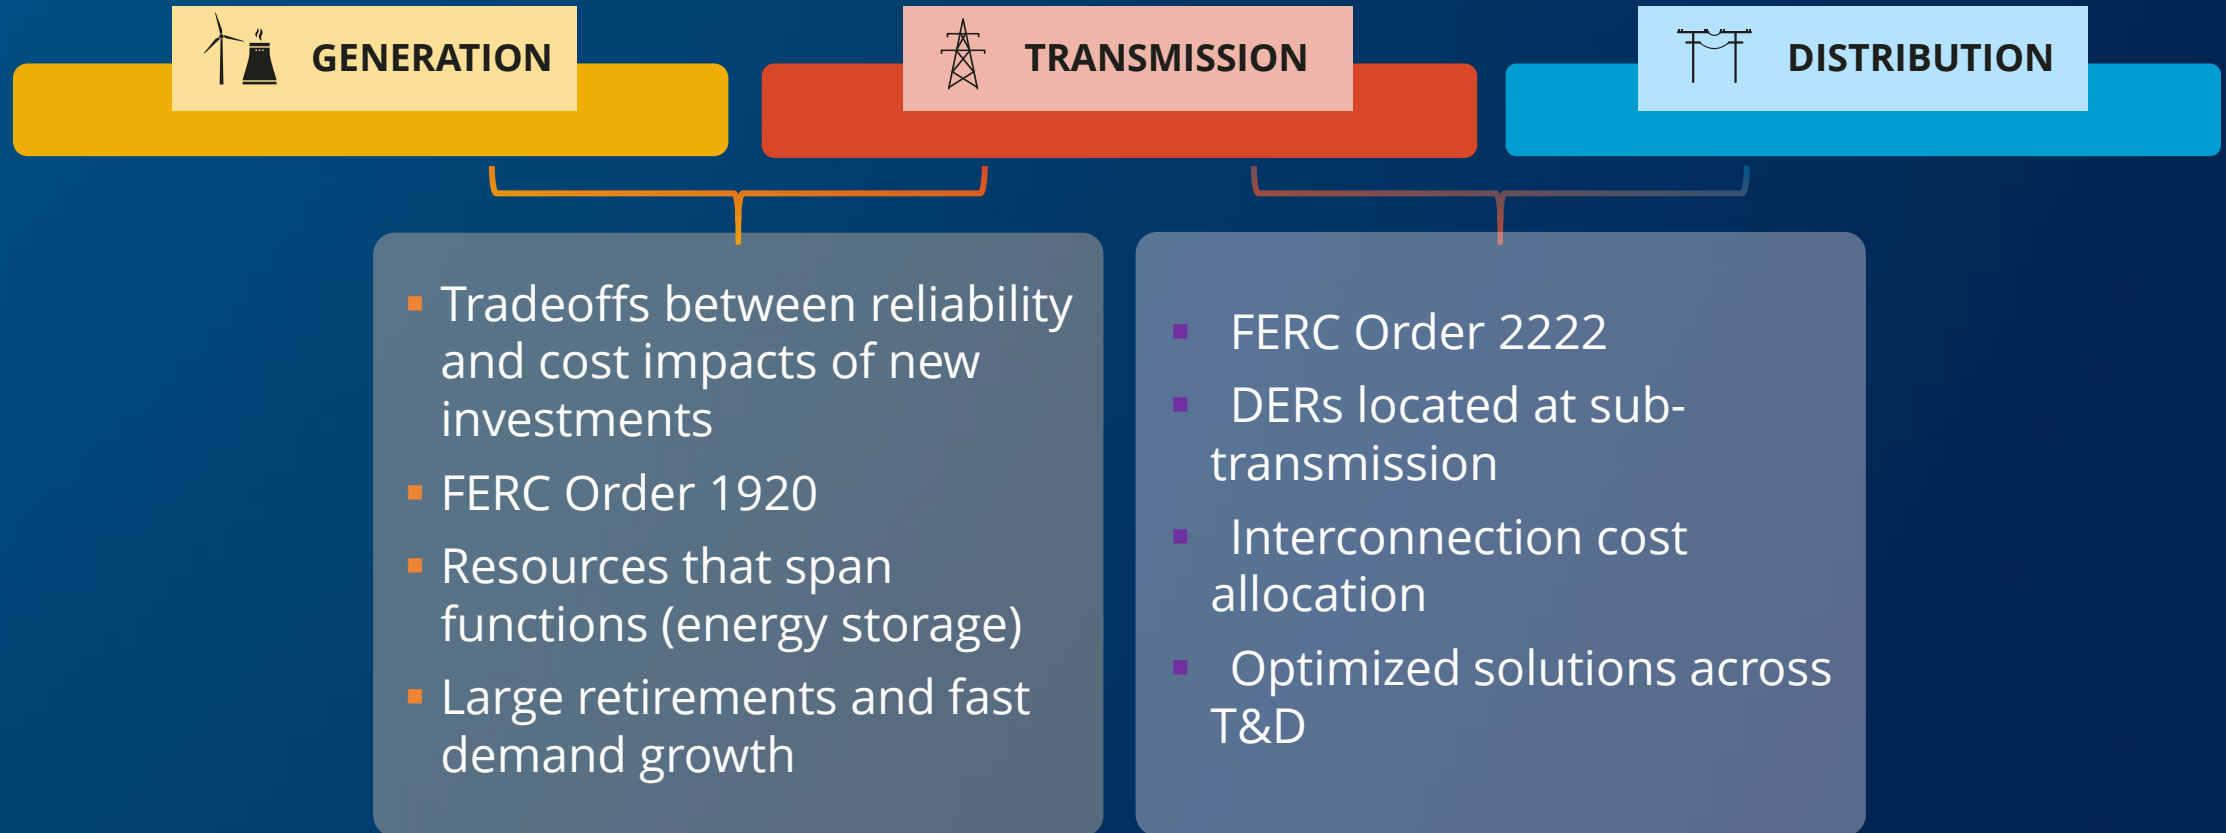 GENERATION
TRANSMISSION
DISTRIBUTION
Tradeoffs between reliability
and cost impacts of new
investments
FERC Order 1920
Resources that span
functions (energy storage)
Large retirements and fast
demand growth
FERC Order 2222
DERs located at sub-
transmission
Interconnection cost
allocation
Optimized solutions across
T&D